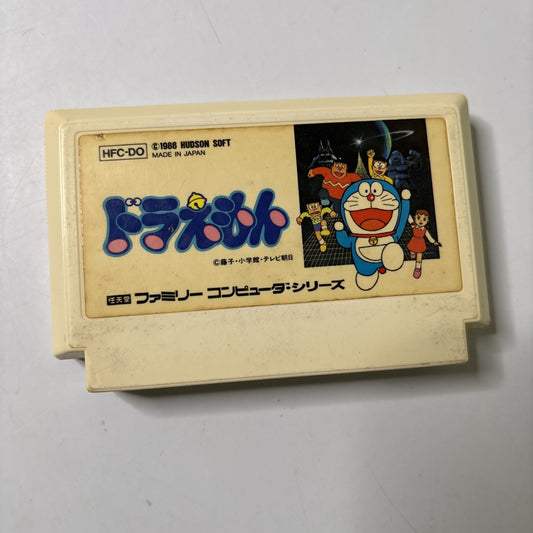 HFC-DO
©1986 HUDSON SOFT
MADE IN JAPAN
ドラえもん
©藤子・小学館・テレビ朝日
任天堂 ファミリー コンピュータ・シリーズ